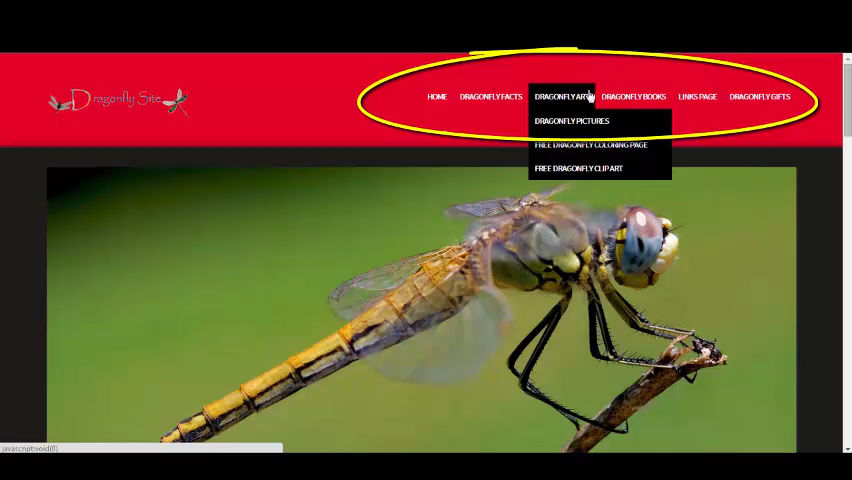 Dragonfly Site
HOME DRAGONFLY FACTS DRAGONFLY ART DRAGONFLY BOOKS LINKS PAGE DRAGONFLY GIFTS
DRAGONFLY PICTURES
FREE DRAGONFLY COLORING PAGE
FREE DRAGONFLY CLIP ART
javascript:void(0)